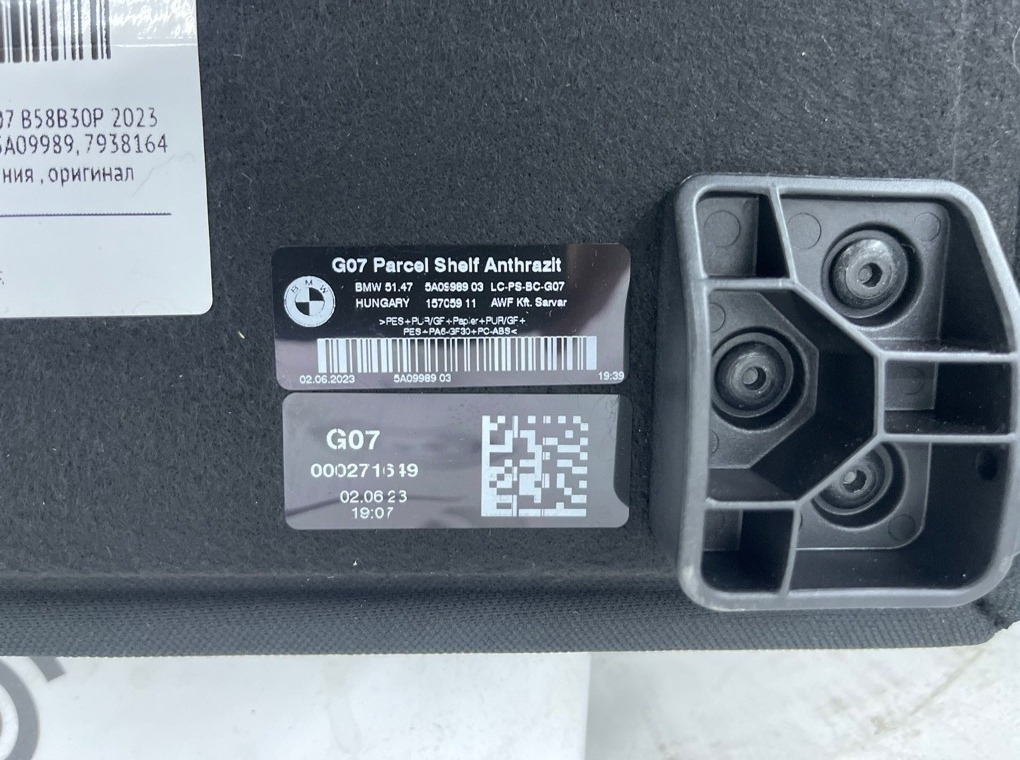 07 B58B30P 2023
5A09989, 7938164
ния , оригинал
G07 Parcel Shelf Anthrazit
BMW 51.47 5A09989 03 LC-PS-BC-G07
HUNGARY 15705911 AWF Kft. Sarvar
>PES+PUR/GF+Papier+PUR/GF+
PES+PA6-GF30+PC-ABS<
BMW
02.06.2023 5A09989 03 19:39
G07
000271649
02.06.23
19:07